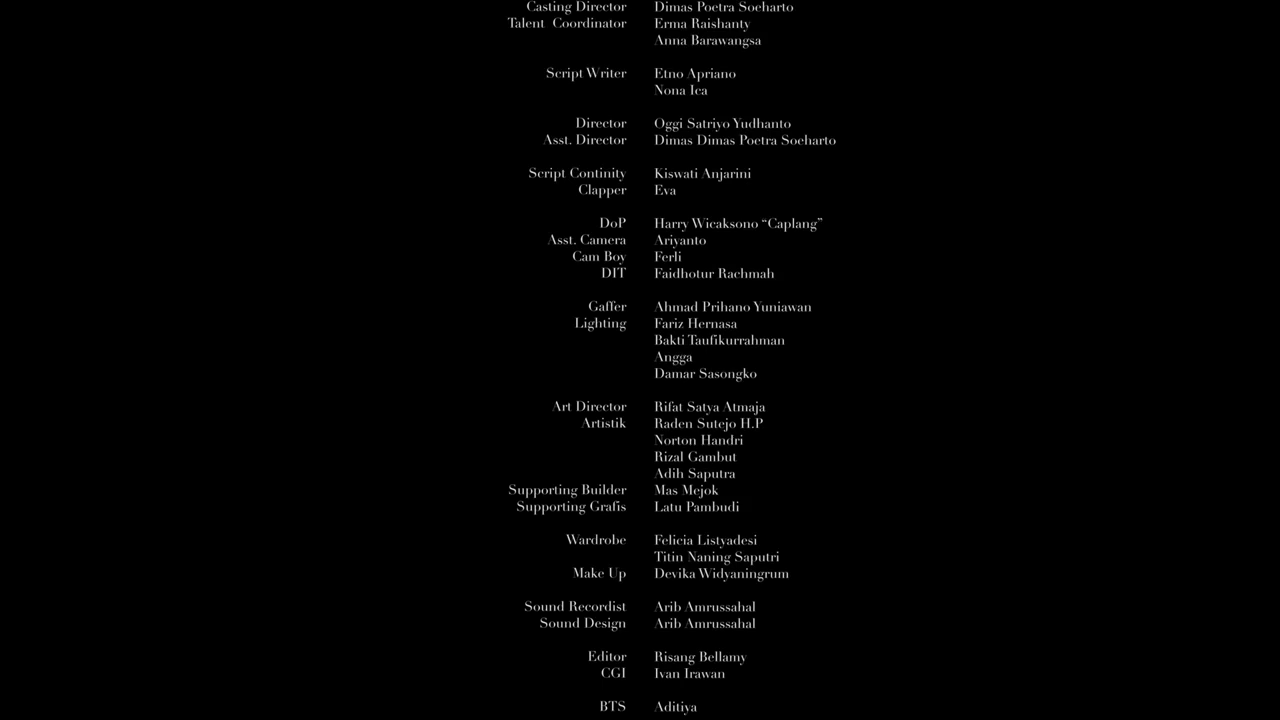 Casting Director Dimas Poetra Soeharto
Talent Coordinator Erma Raishanty
Anna Barawangsa
Script Writer Etno Apriano
Nona Ica
Director Oggi Satriyo Yudhanto
Asst. Director Dimas Dimas Poetra Soeharto
Script Continity Kiswati Anjarini
Clapper Eva
DoP Harry Wicaksono “Caplang”
Asst. Camera Ariyanto
Cam Boy Ferli
DIT Faidhotur Rachmah
Gaffer Ahmad Prihano Yuniawan
Lighting Fariz Hernasa
Bakti Taufikurrahman
Angga
Damar Sasongko
Art Director Rifat Satya Atmaja
Artistik Raden Sutejo H.P
Norton Handri
Rizal Gambut
Adih Saputra
Supporting Builder Mas Mejok
Supporting Grafis Latu Pambudi
Wardrobe Felicia Listyadesi
Titin Naning Saputri
Make Up Devika Widyaningrum
Sound Recordist Arib Amrussahal
Sound Design Arib Amrussahal
Editor Risang Bellamy
CGI Ivan Irawan
BTS Aditiya